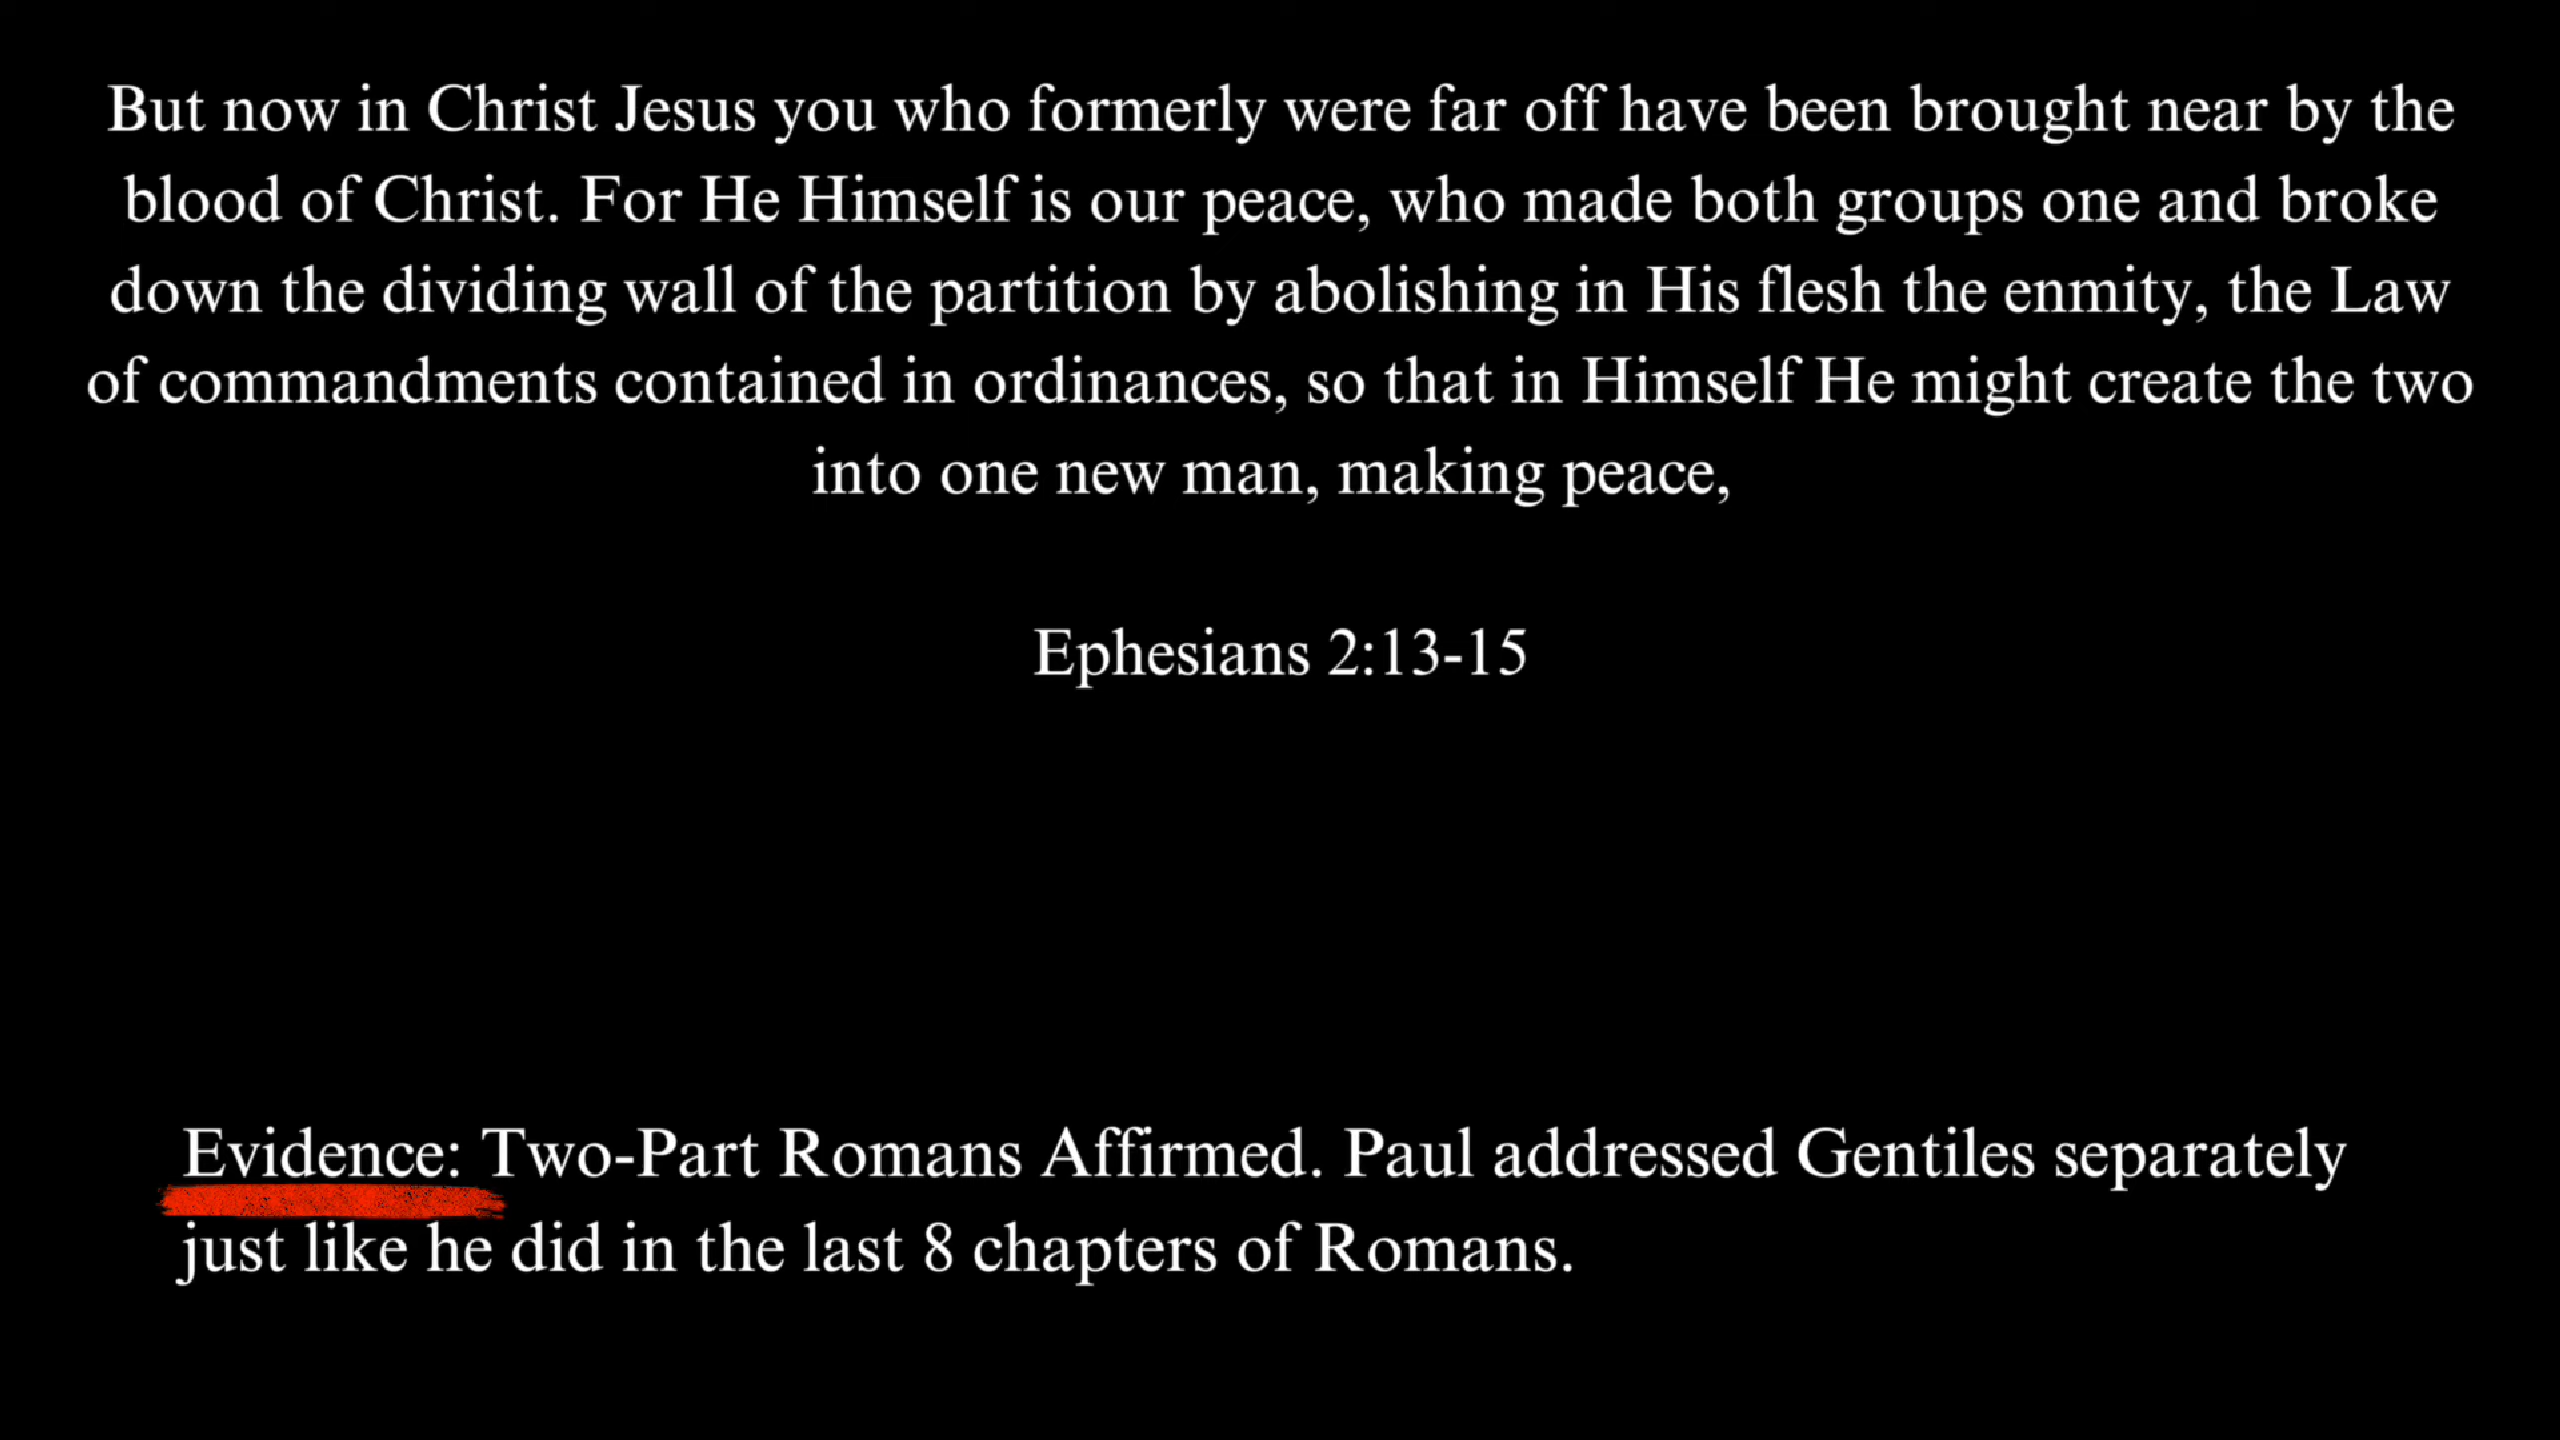 But now in Christ Jesus you who formerly were far off have been brought near by the
blood of Christ. For He Himself is our peace, who made both groups one and broke
down the dividing wall of the partition by abolishing in His flesh the enmity, the Law
of commandments contained in ordinances, so that in Himself He might create the two
into one new man, making peace,
Ephesians 2:13-15
Evidence: Two-Part Romans Affirmed. Paul addressed Gentiles separately
just like he did in the last 8 chapters of Romans.